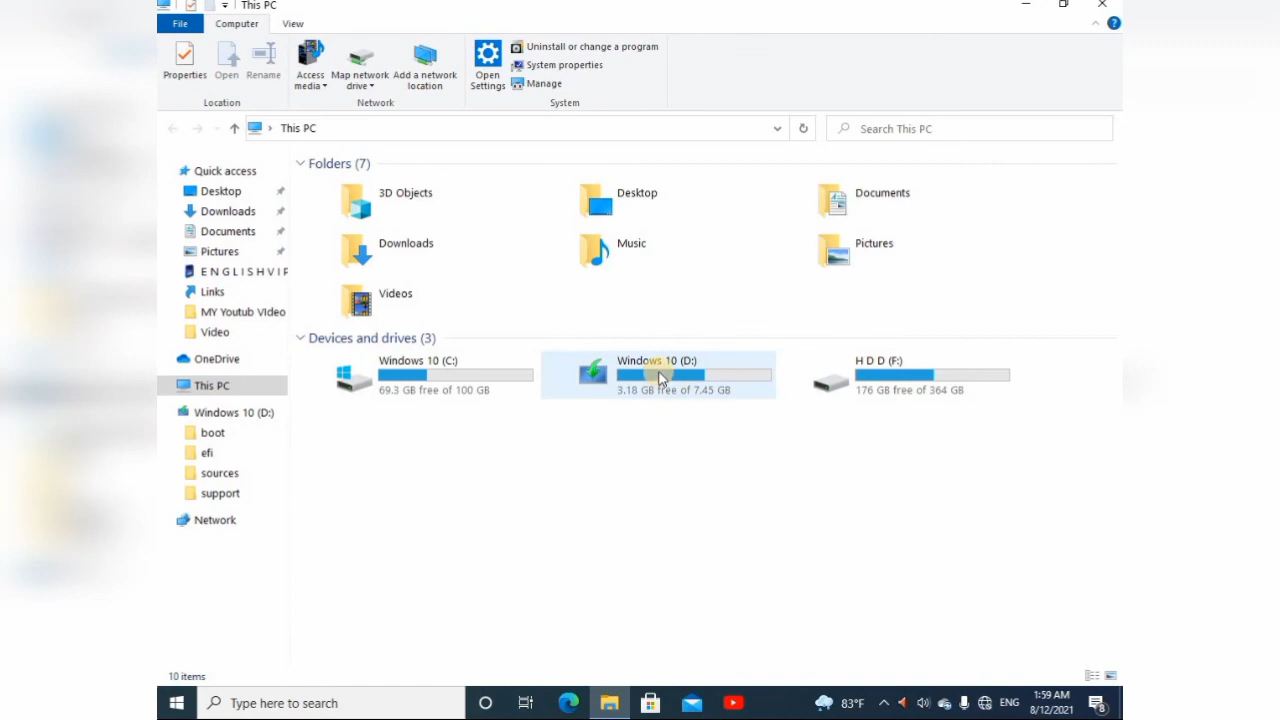 This PC
File Computer View
Properties Open Rename Access media Map network drive Add a network location Open Settings Uninstall or change a program
System properties
Manage
Location Network System
This PC Search This PC
Quick access
Desktop
Downloads
Documents
Pictures
E N G L I S H V I P
Links
MY Youtub VIdeo
Video
OneDrive
This PC
Windows 10 (D:)
boot
efi
sources
support
Network
Folders (7)
3D Objects Desktop Documents
Downloads Music Pictures
Videos
Devices and drives (3)
Windows 10 (C:) Windows 10 (D:) H D D (F:)
69.3 GB free of 100 GB 3.18 GB free of 7.45 GB 176 GB free of 364 GB
10 items
Type here to search 83°F ENG 1:59 AM
8/12/2021 8